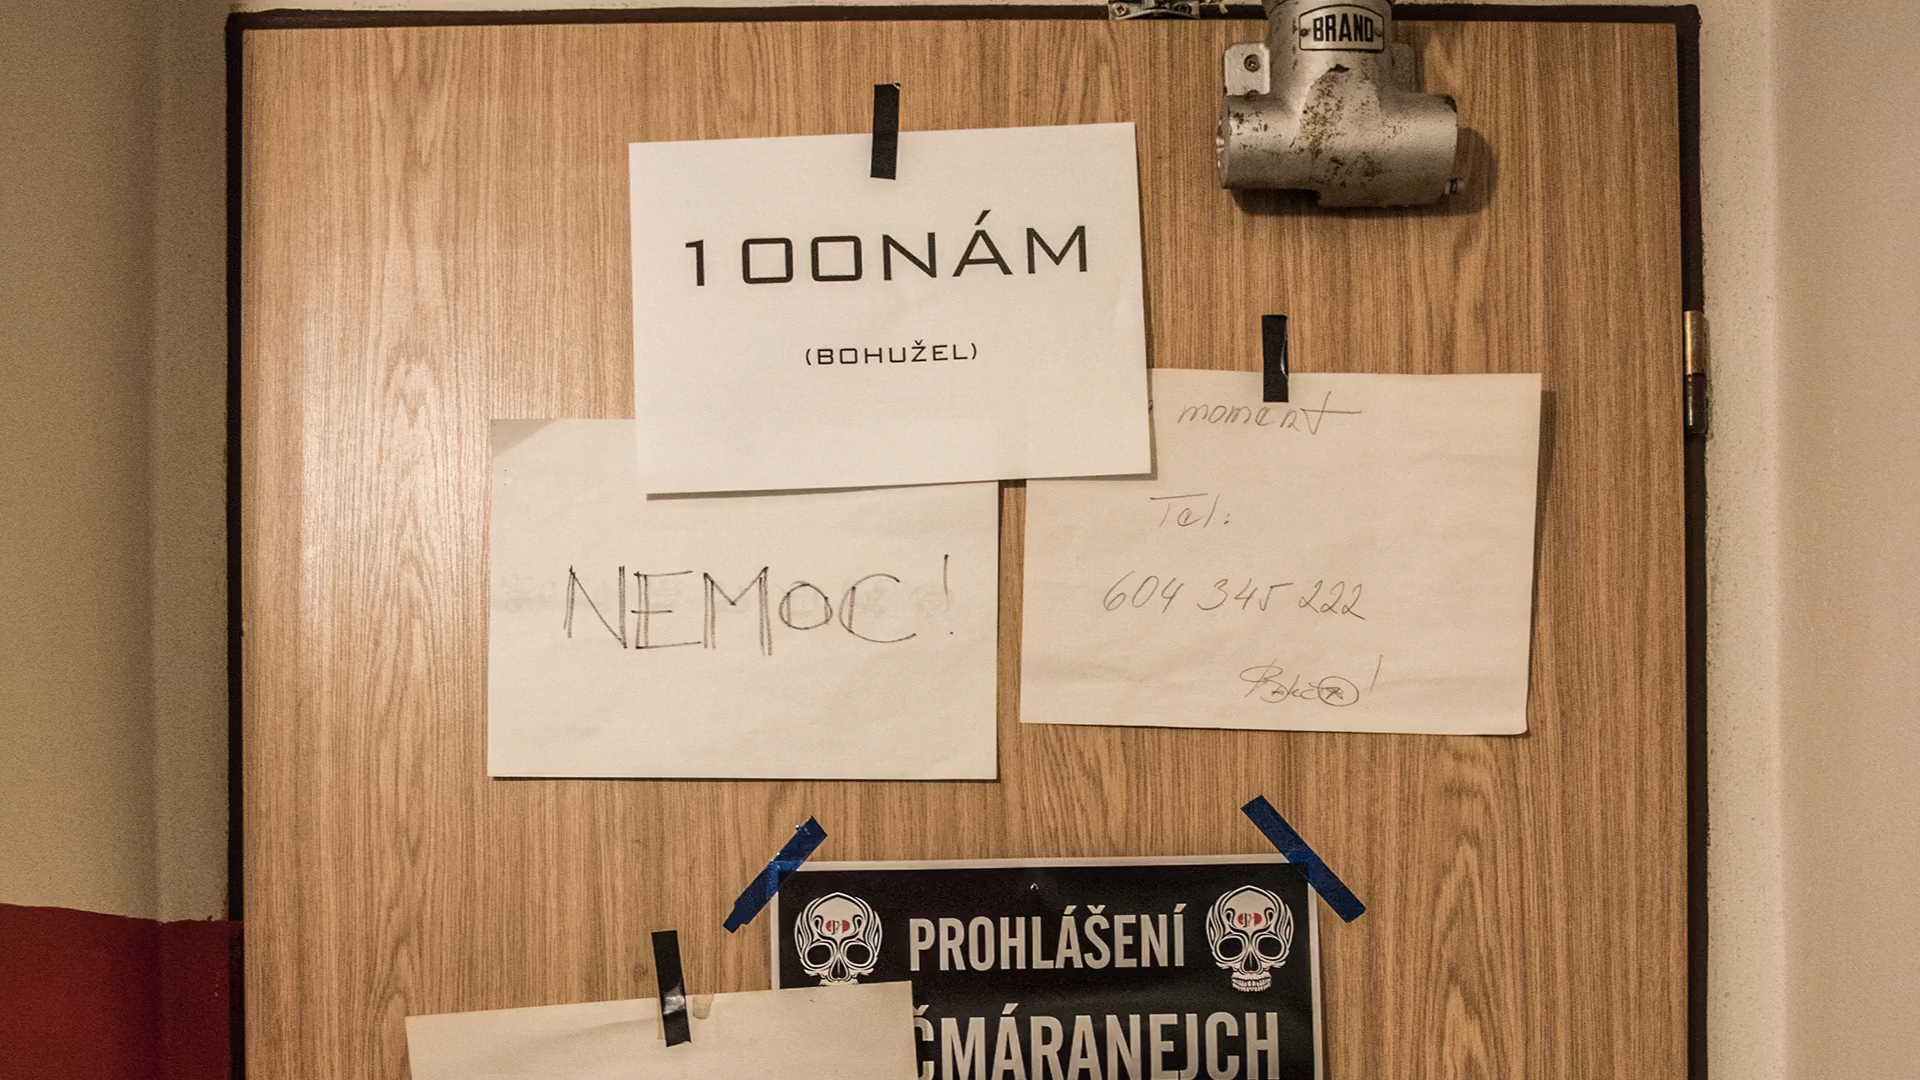 BRANO
100NÁM
(BOHUŽEL)
moment
Tel:
604 345 222
NEMOC!
PROHLÁŠENÍ
ČMÁRANEJCH